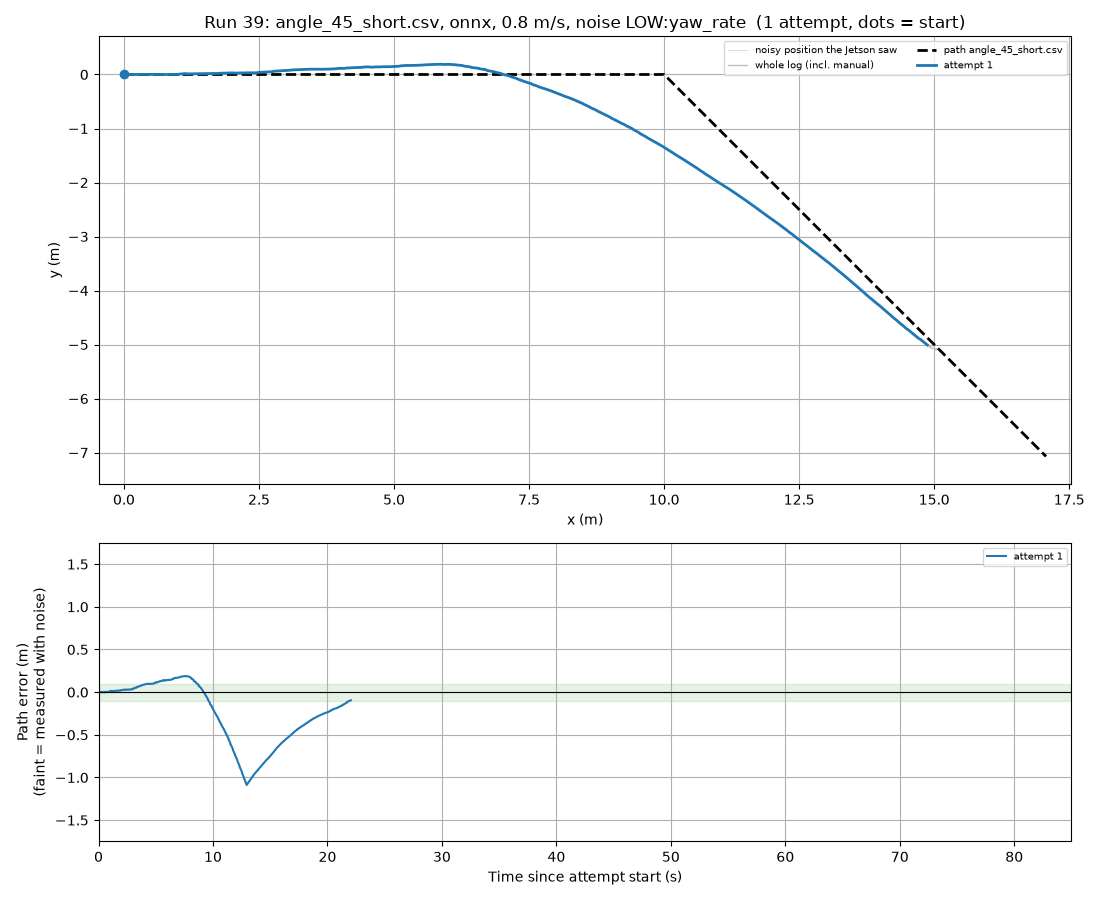 Run 39: angle_45_short.csv, onnx, 0.8 m/s, noise LOW:yaw_rate  (1 attempt, dots = start)
noisy position the Jetson saw
whole log (incl. manual)
path angle_45_short.csv
attempt 1
0
−1
−2
−3
−4
−5
−6
−7
y (m)
0.0 2.5 5.0 7.5 10.0 12.5 15.0 17.5
x (m)
attempt 1
1.5
1.0
0.5
0.0
−0.5
−1.0
−1.5
Path error (m)
(faint = measured with noise)
0 10 20 30 40 50 60 70 80
Time since attempt start (s)